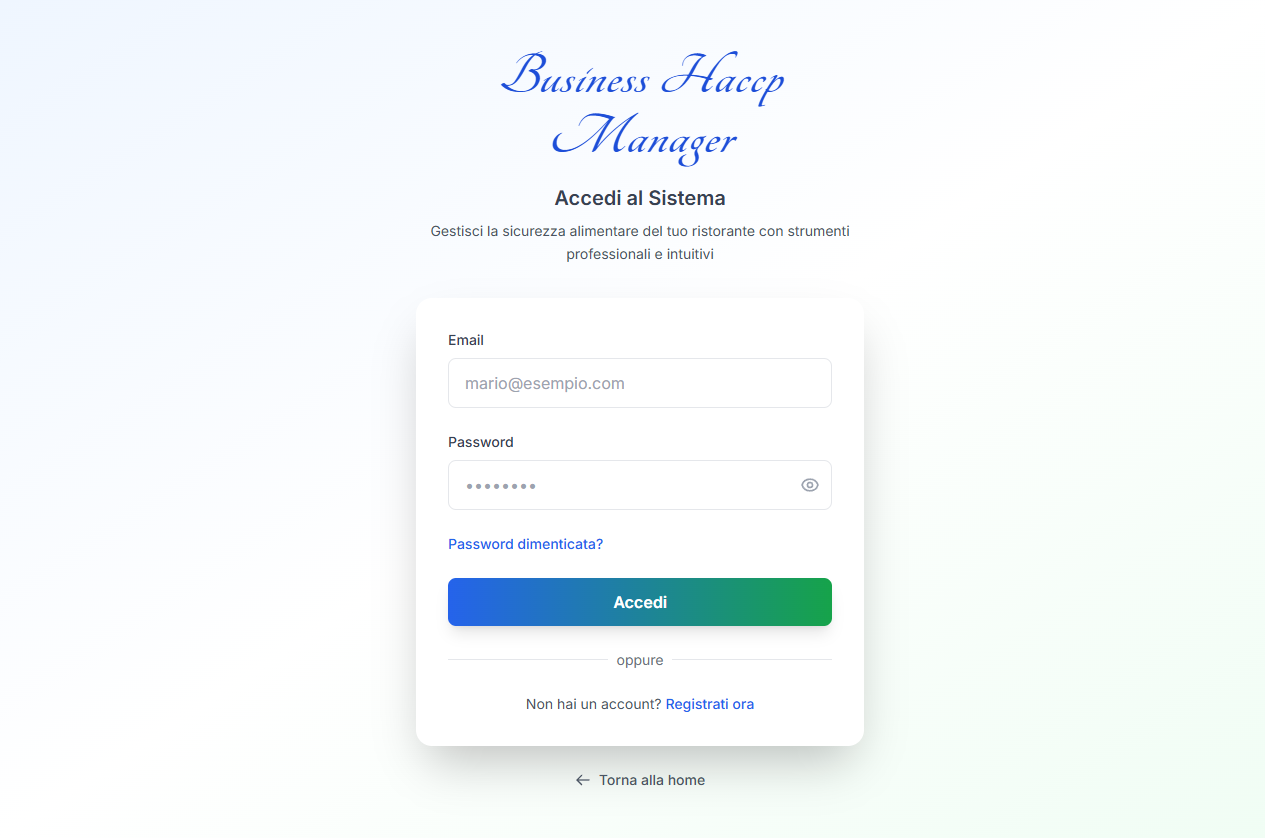 Business Haccp
Manager
Accedi al Sistema
Gestisci la sicurezza alimentare del tuo ristorante con strumenti
professionali e intuitivi
Email
mario@esempio.com
Password
••••••••
Password dimenticata?
Accedi
oppure
Non hai un account? Registrati ora
← Torna alla home